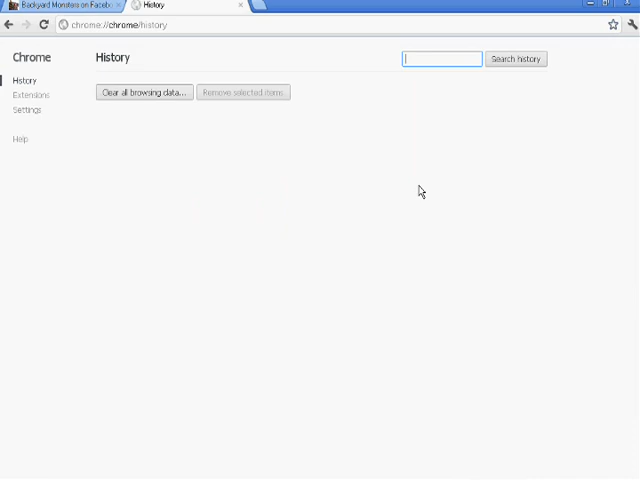 Backyard Monsters on Facebo
History
chrome://chrome/history
Chrome
History
Search history
History
Extensions
Settings
Help
Clear all browsing data...
Remove selected items